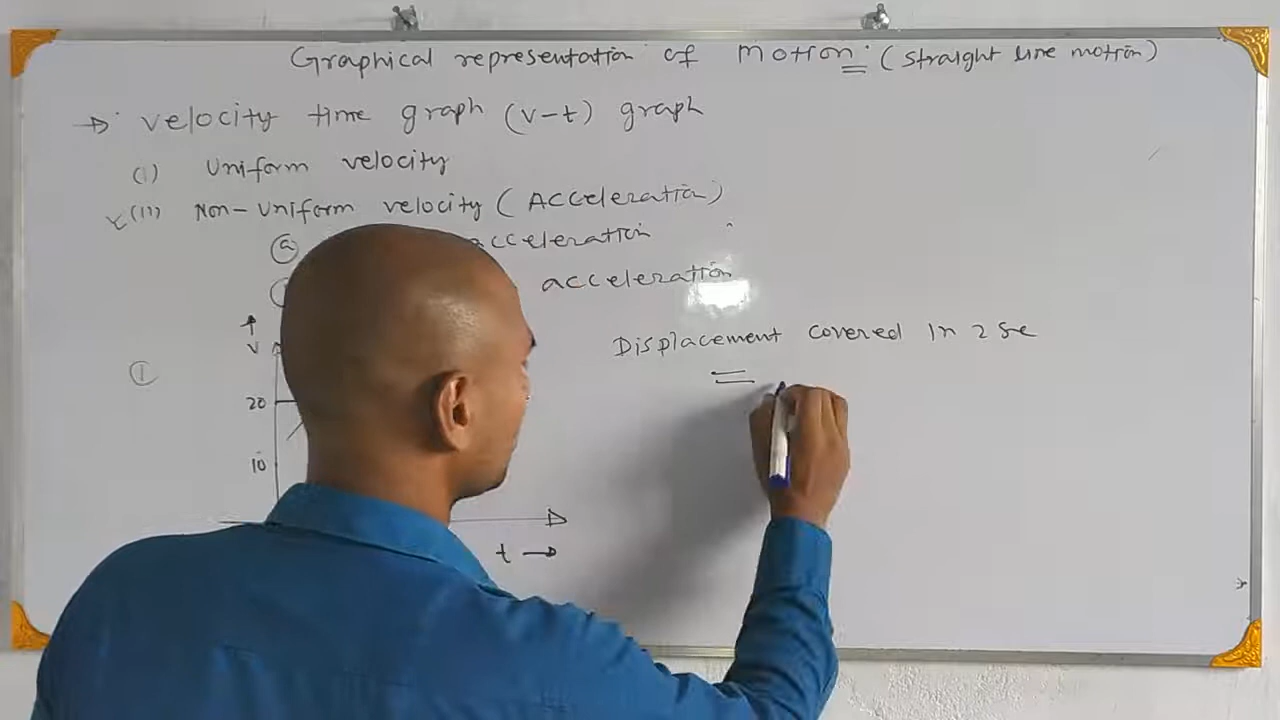 Graphical representation of motion: (straight line motion)
→ velocity time graph (v-t) graph
(i) Uniform velocity
(ii) Non-Uniform velocity (Acceleration)
(a) acceleration
acceleration
Displacement covered in 2 se
=
(i)
v
20
10
t →